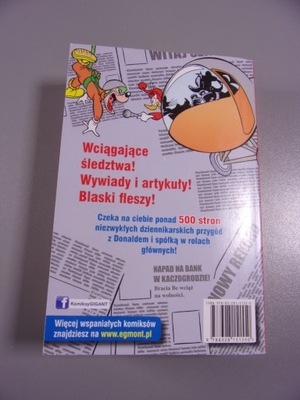 WITAJ
Wciągające
śledztwa!
Wywiady i artykuły!
Blaski fleszy!
Czeka na ciebie ponad 500 stron
niezwykłych dziennikarskich przygód
z Donaldem i spółką w rolach
głównych!
NAPAD NA BANK
W KACZOGRODZIE!
Bracia Be wciąż
na wolności.
f KomiksyGIGANT
Więcej wspaniałych komiksów
znajdziesz na www.egmont.pl